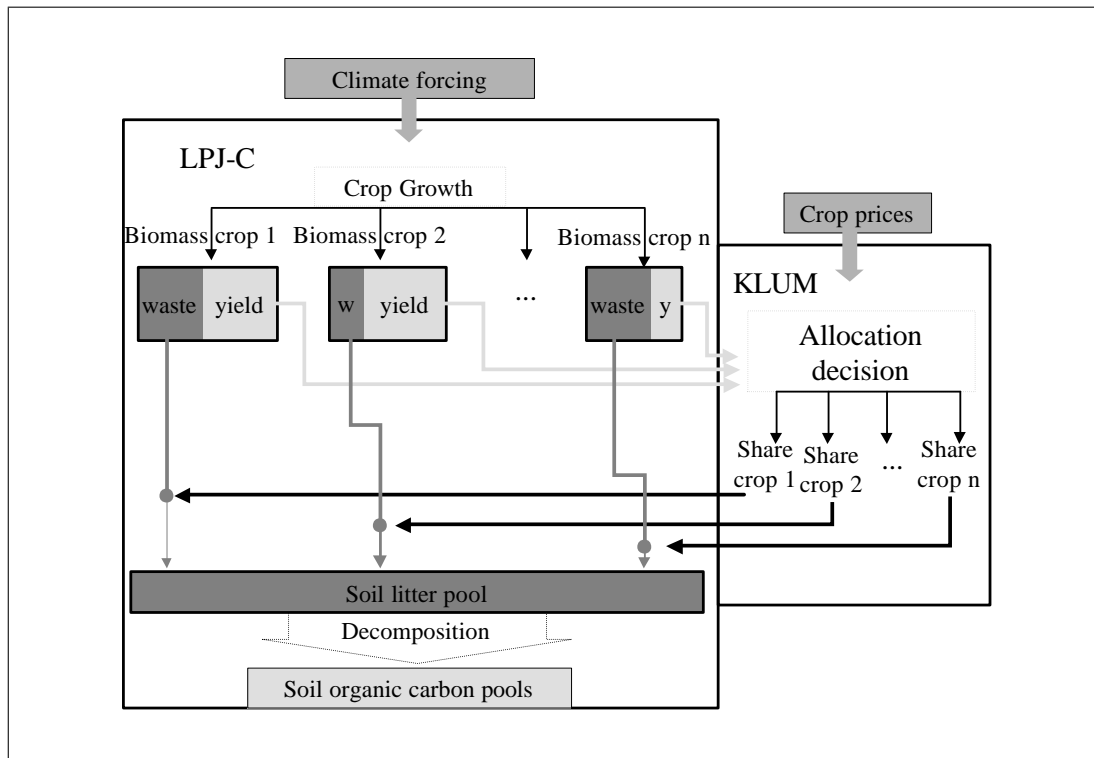 Climate forcing
LPJ-C
Crop Growth
Biomass crop 1
Biomass crop 2
Biomass crop n
waste
yield
w
yield
...
waste
y
Crop prices
KLUM
Allocation
decision
Share
crop 1
Share
crop 2
...
Share
crop n
Soil litter pool
Decomposition
Soil organic carbon pools